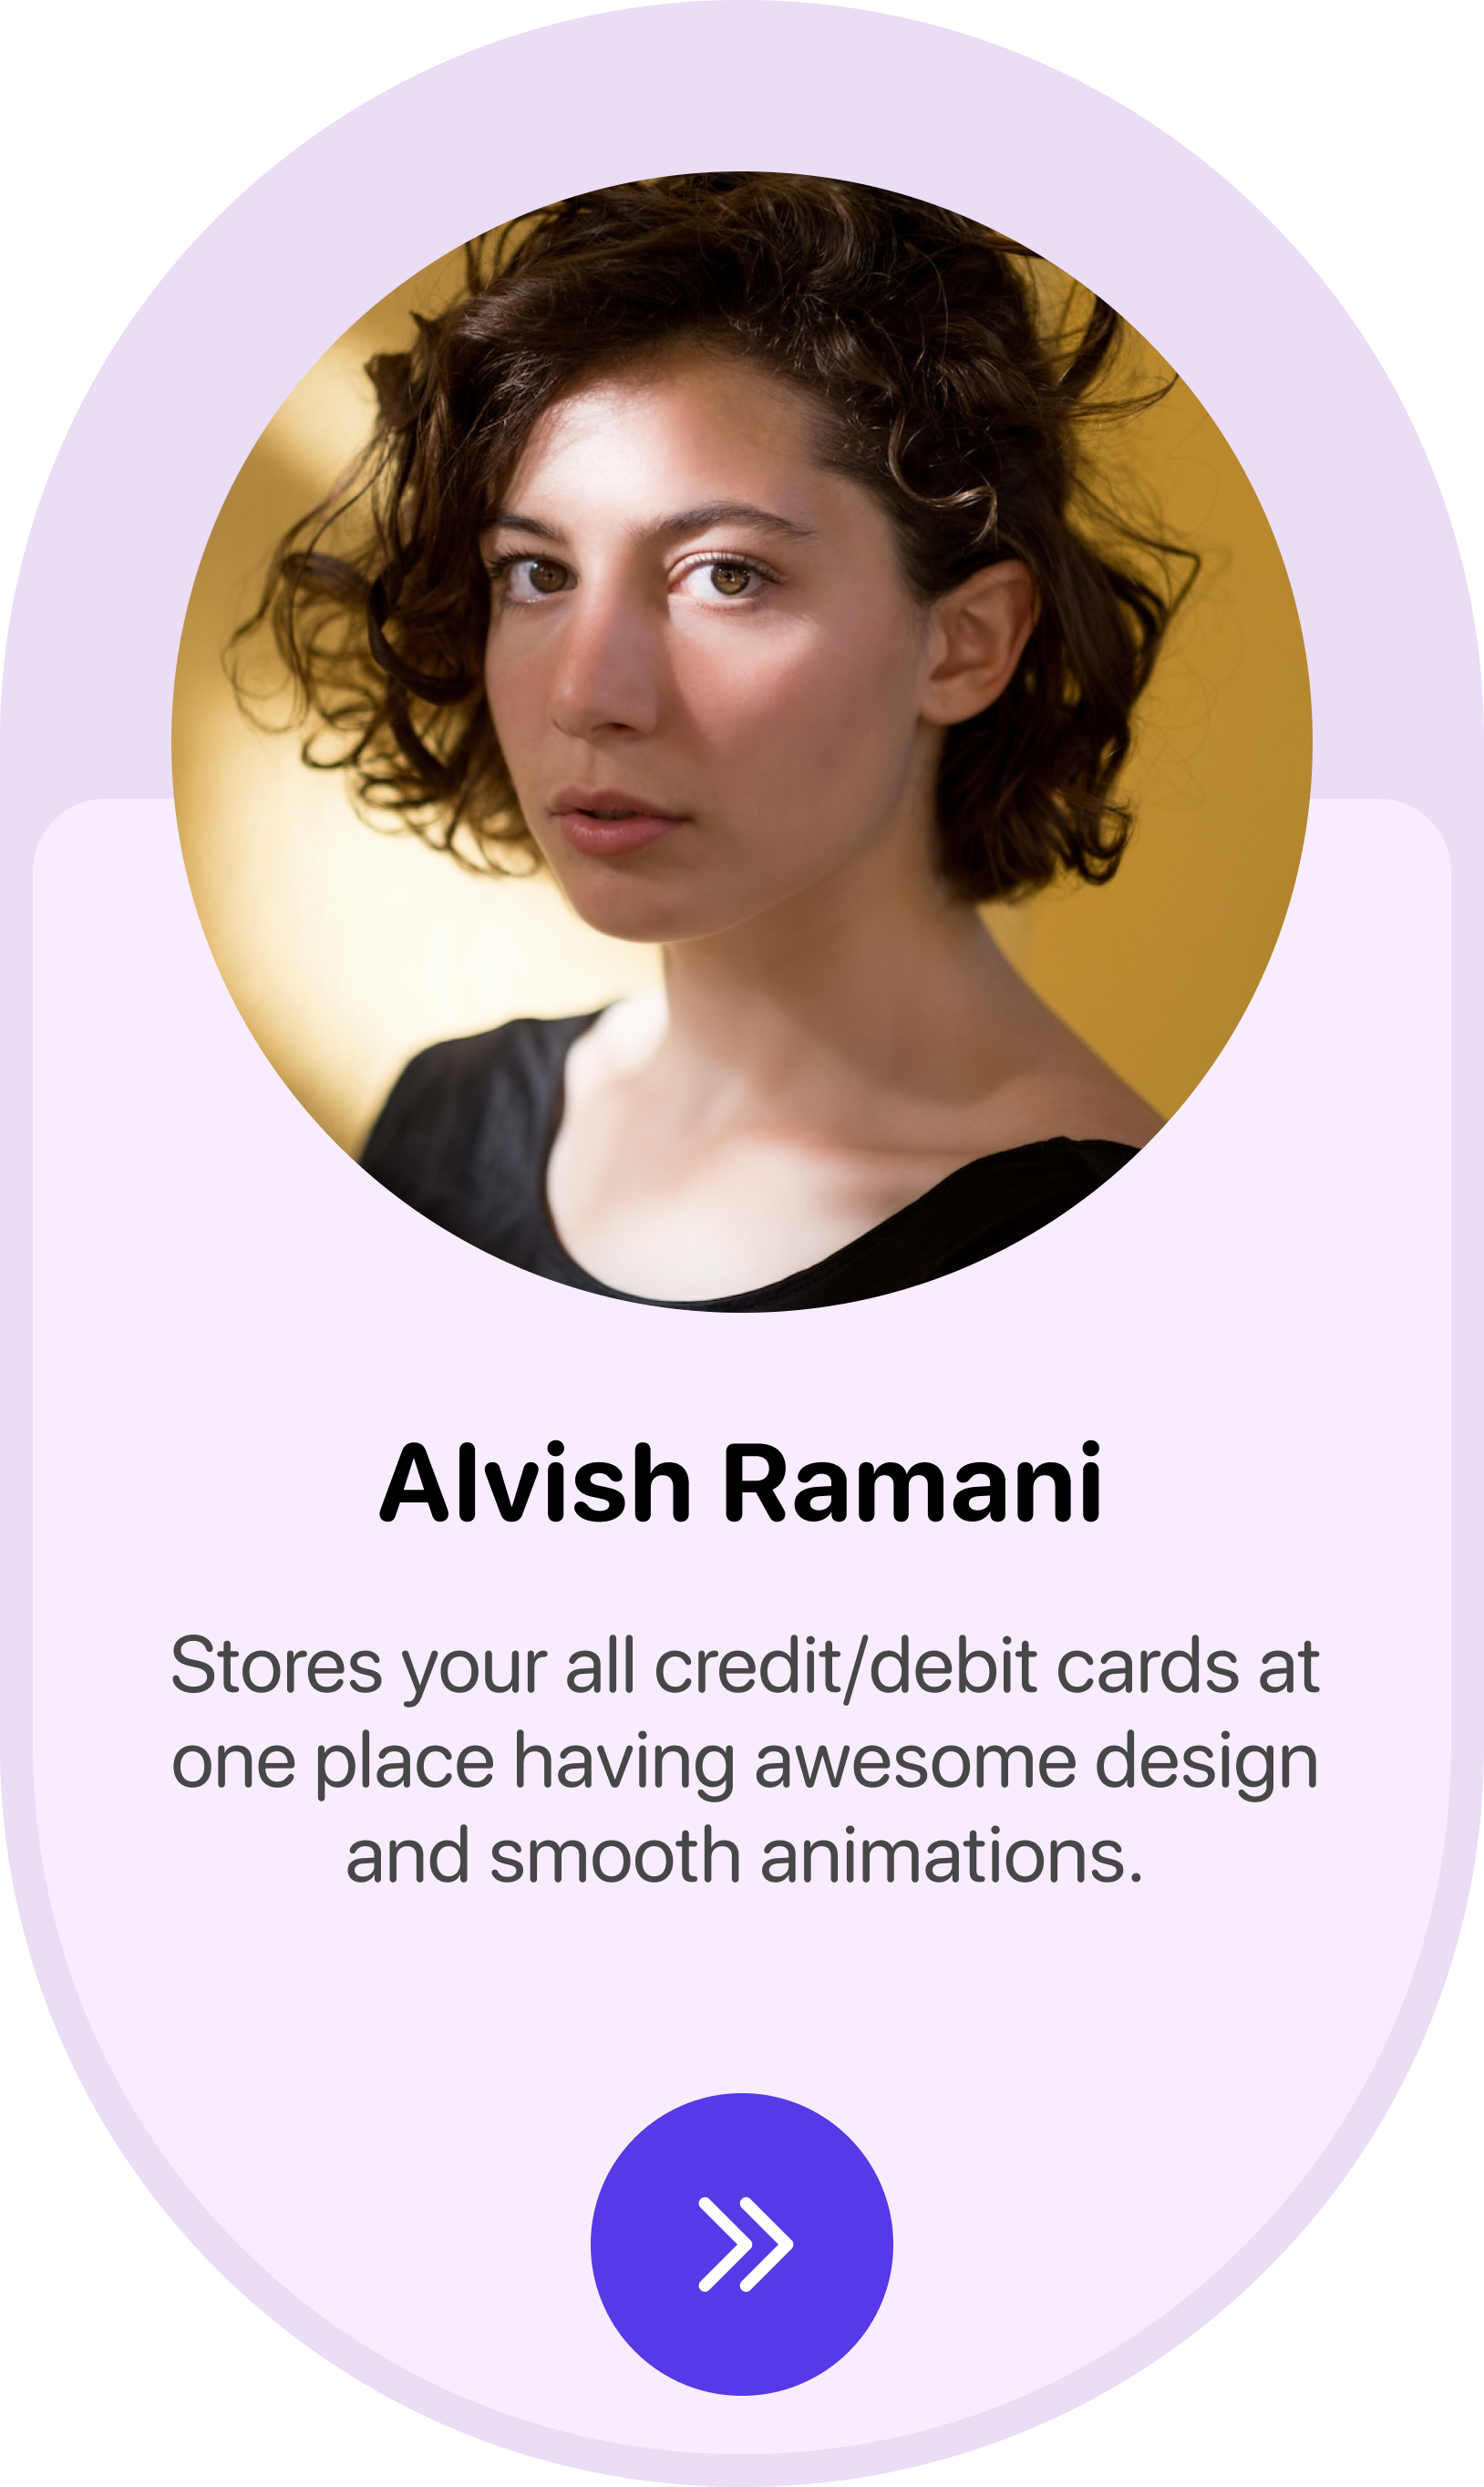 Alvish Ramani
Stores your all credit/debit cards at
one place having awesome design
and smooth animations.